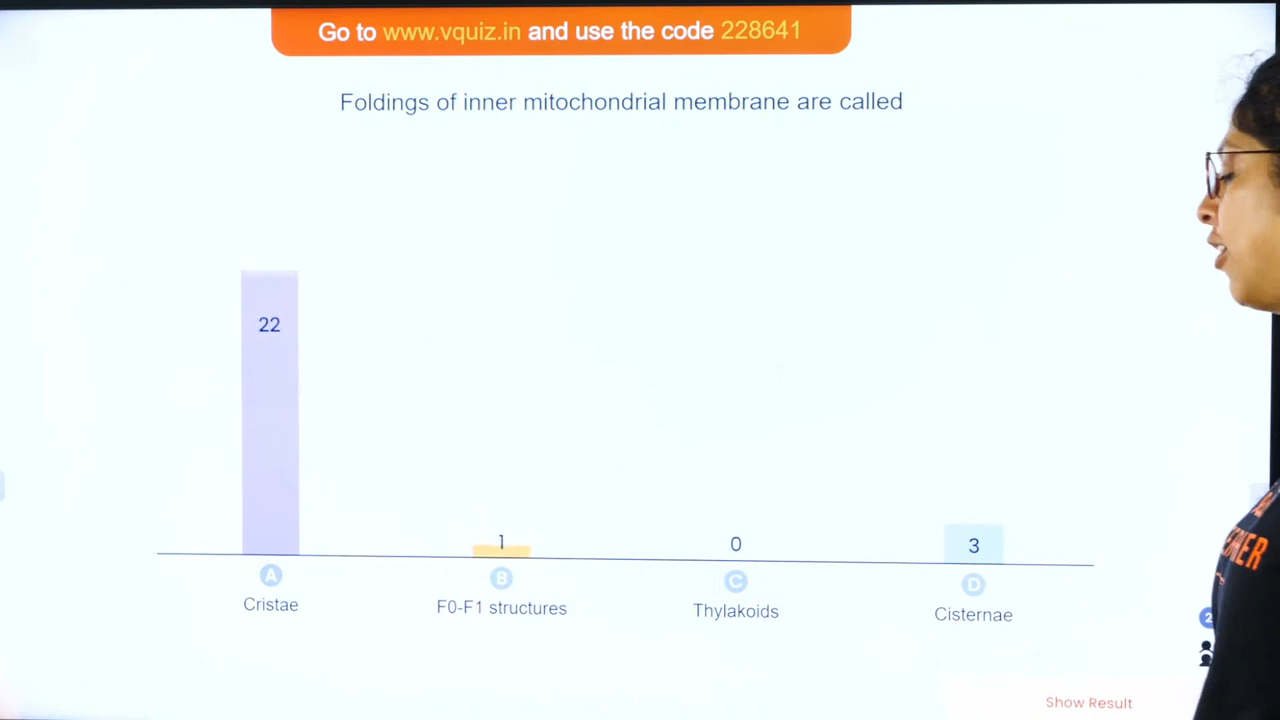 Go to www.vquiz.in and use the code 228641
Foldings of inner mitochondrial membrane are called
22
1
0
3
A
B
C
D
Cristae
F0-F1 structures
Thylakoids
Cisternae
2
Show Result